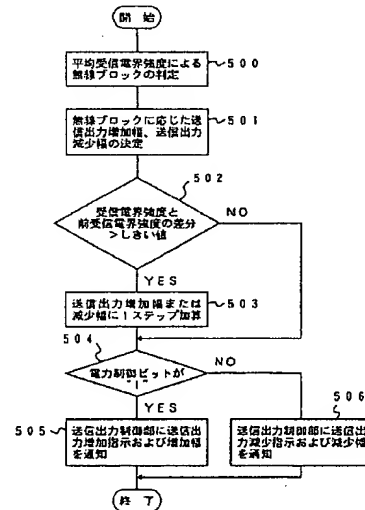 開始
平均受信電界強度による
無線ブロックの判定
500
無線ブロックに応じた送
信出力増加幅、送信出力
減少幅の決定
501
502
受信電界強度と
前受信電界強度の差分
>しきい値
NO
YES
送信出力増加幅または
減少幅に1ステップ加算
503
504
電力制御ビットが
"1"
NO
YES
505
送信出力制御部に送信出
力増加指示および増加幅
を通知
506
送信出力制御部に送信出
力減少指示および減少幅
を通知
終了